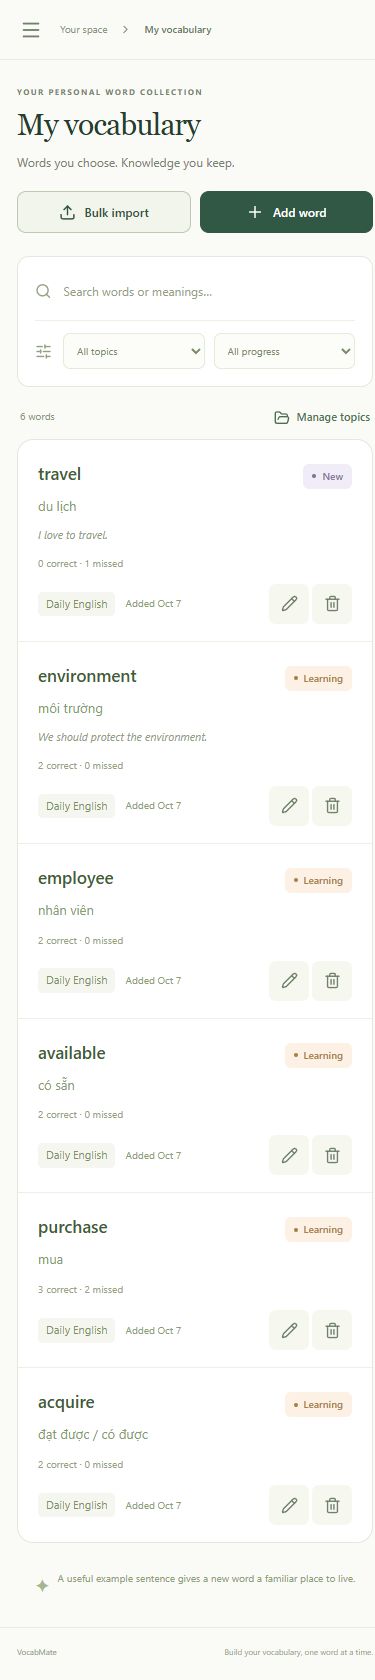 Your space > My vocabulary
YOUR PERSONAL WORD COLLECTION
My vocabulary
Words you choose. Knowledge you keep.
Bulk import
Add word
Search words or meanings...
All topics
All progress
6 words
Manage topics
travel
New
du lịch
I love to travel.
0 correct · 1 missed
Daily English
Added Oct 7
environment
Learning
môi trường
We should protect the environment.
2 correct · 0 missed
Daily English
Added Oct 7
employee
Learning
nhân viên
2 correct · 0 missed
Daily English
Added Oct 7
available
Learning
có sẵn
2 correct · 0 missed
Daily English
Added Oct 7
purchase
Learning
mua
3 correct · 2 missed
Daily English
Added Oct 7
acquire
Learning
đạt được / có được
2 correct · 0 missed
Daily English
Added Oct 7
A useful example sentence gives a new word a familiar place to live.
VocabMate
Build your vocabulary, one word at a time.